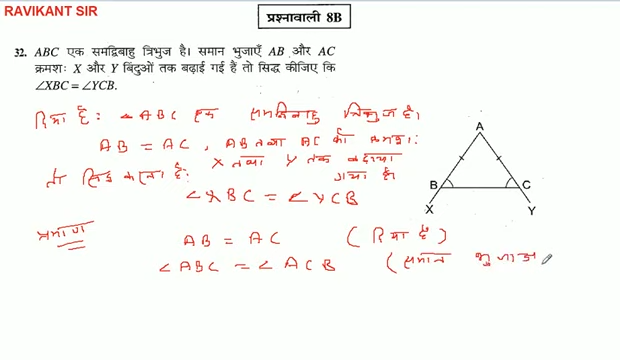 RAVIKANT SIR
प्रश्नावाली 8B
32. ABC एक समद्विबाहु त्रिभुज है। समान भुजाएँ AB और AC
क्रमशः X और Y बिंदुओं तक बढ़ाई गई हैं तो सिद्ध कीजिए कि
∠XBC = ∠YCB.
दिया है: ∠ABC एक समद्विबाहु त्रिभुज है।
AB = AC, AB तथा AC को क्रमशः
X तथा Y तक बढ़ाया
गया है।
तो सिद्ध करना है:
∠XBC = ∠YCB
प्रमाण
AB = AC (दिया है)
∠ABC = ∠ACB (समान भुजाओ
A
B
C
X
Y